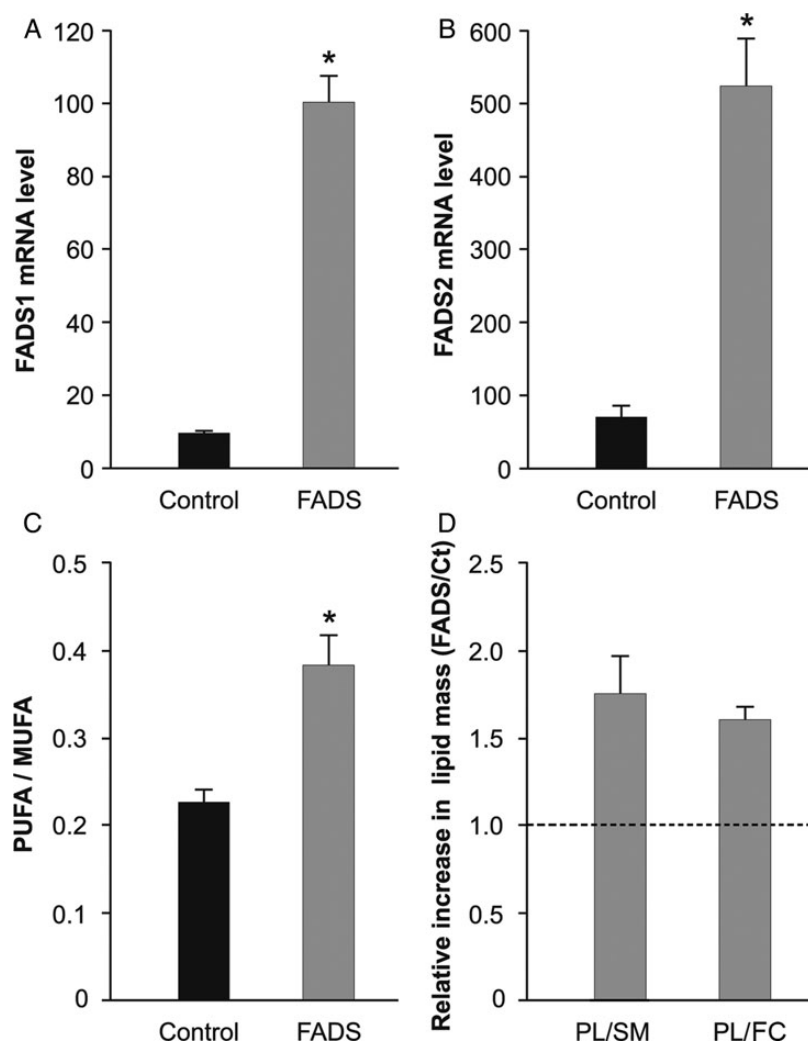 A
FADS1 mRNA level
120
100
80
60
40
20
0
*
Control
FADS
B
FADS2 mRNA level
600
500
400
300
200
100
0
*
Control
FADS
C
PUFA / MUFA
0.5
0.4
0.3
0.2
0.1
0
*
Control
FADS
D
Relative increase in lipid mass (FADS/Ct)
2.5
2.0
1.5
1.0
0.5
0
PL/SM
PL/FC